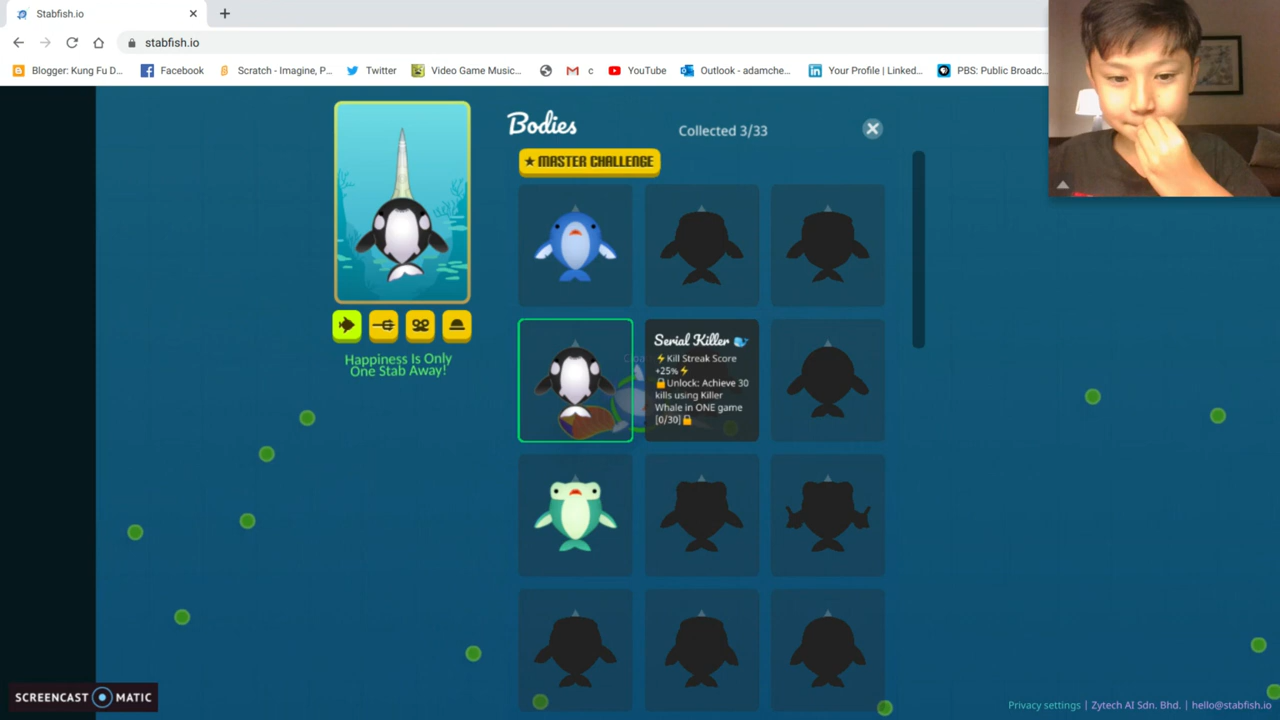 Stabfish.io
stabfish.io
Blogger: Kung Fu D...
Facebook
Scratch - Imagine, P...
Twitter
Video Game Music...
c
YouTube
Outlook - adamche...
Your Profile | Linked...
PBS: Public Broadc...
Bodies
Collected 3/33
★ MASTER CHALLENGE
Happiness Is Only
One Stab Away!
Serial Killer
⚡Kill Streak Score
+25%⚡
🔒Unlock: Achieve 30
kills using Killer
Whale in ONE game
[0/30]🔒
SCREENCAST MATIC
Privacy settings | Zytech AI Sdn. Bhd. | hello@stabfish.io